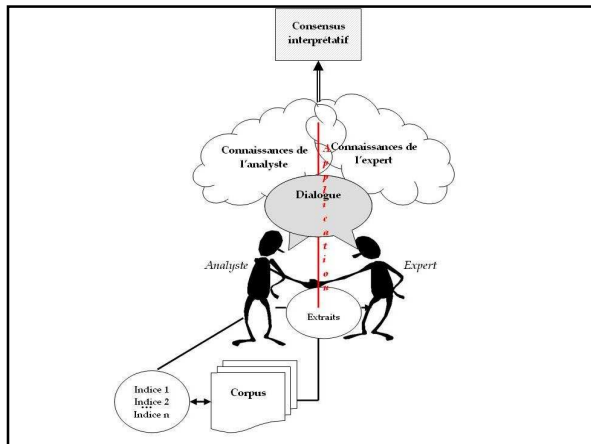 Consensus
interprétatif
Connaissances de
l'analyste
Connaissances de
l'expert
Application
Dialogue
Analyste
Expert
Extraits
Indice 1
Indice 2
...
Indice n
Corpus